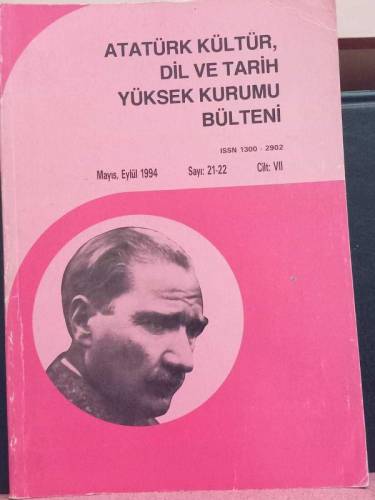 ATATÜRK KÜLTÜR,
DİL VE TARİH
YÜKSEK KURUMU
BÜLTENİ
ISSN 1300 - 2902
Mayıs, Eylül 1994 Sayı: 21-22 Cilt: VII